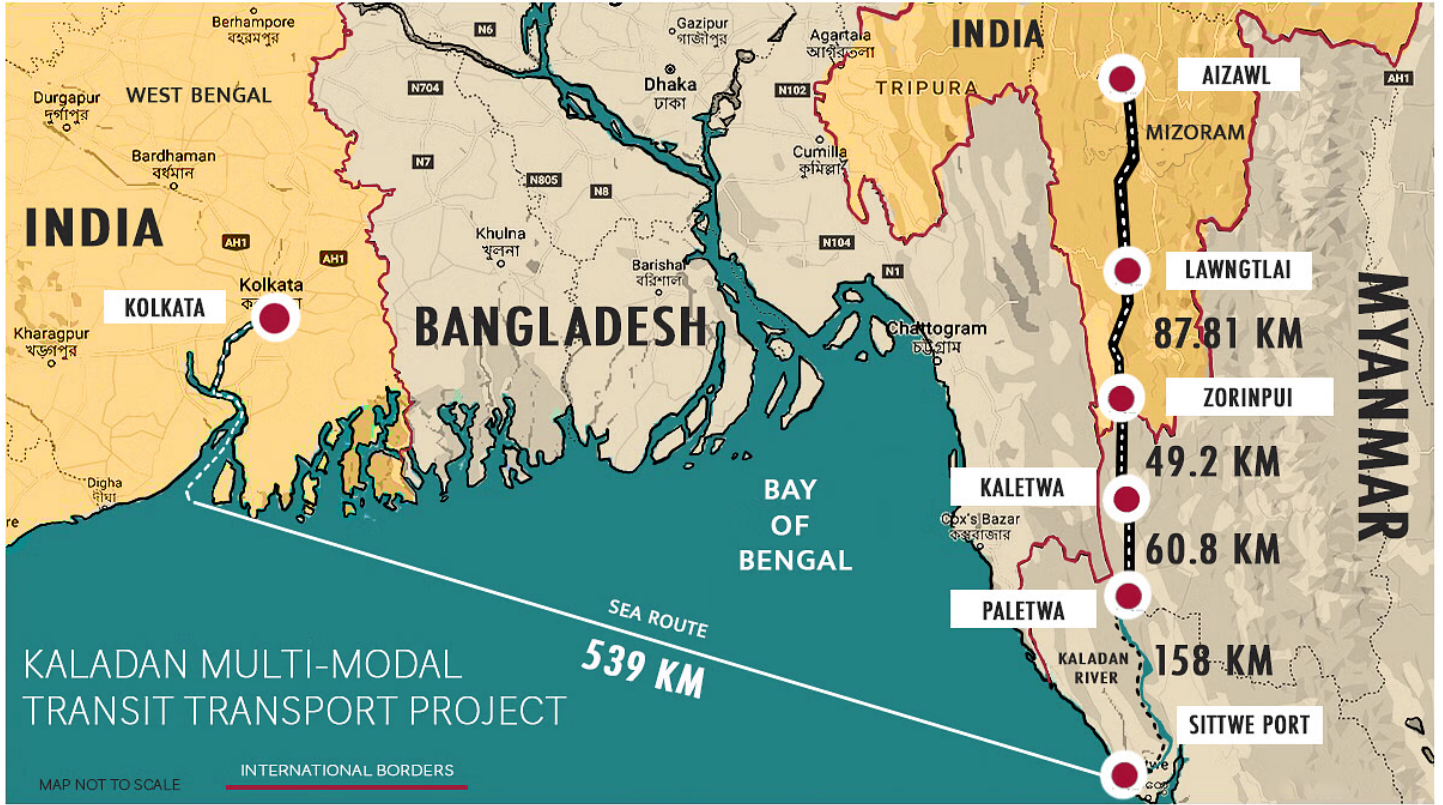 Berhampore
বহরমপুর
N6
Gazipur
গাজীপুর
Agartala
আগরতলা
INDIA
AIZAWL
AH1
Durgapur
দুর্গাপুর
WEST BENGAL
N704
Dhaka
ঢাকা
N102
TRIPURA
MIZORAM
Bardhaman
বর্ধমান
N7
N805
N8
Cumilla
কুমিল্লা
INDIA
AH1
AH1
Khulna
খুলনা
Barishal
বরিশাল
N104
N1
LAWNGTLAI
Kolkata
KOLKATA
Kharagpur
খড়গপুর
BANGLADESH
Chattogram
চট্টগ্রাম
87.81 KM
MYANMAR
ZORINPUI
49.2 KM
Digha
দীঘা
BAY
OF
BENGAL
KALETWA
Cox's Bazar
কক্সবাজার
60.8 KM
PALETWA
SEA ROUTE
539 KM
KALADAN
RIVER
158 KM
KALADAN MULTI-MODAL
TRANSIT TRANSPORT PROJECT
SITTWE PORT
INTERNATIONAL BORDERS
MAP NOT TO SCALE